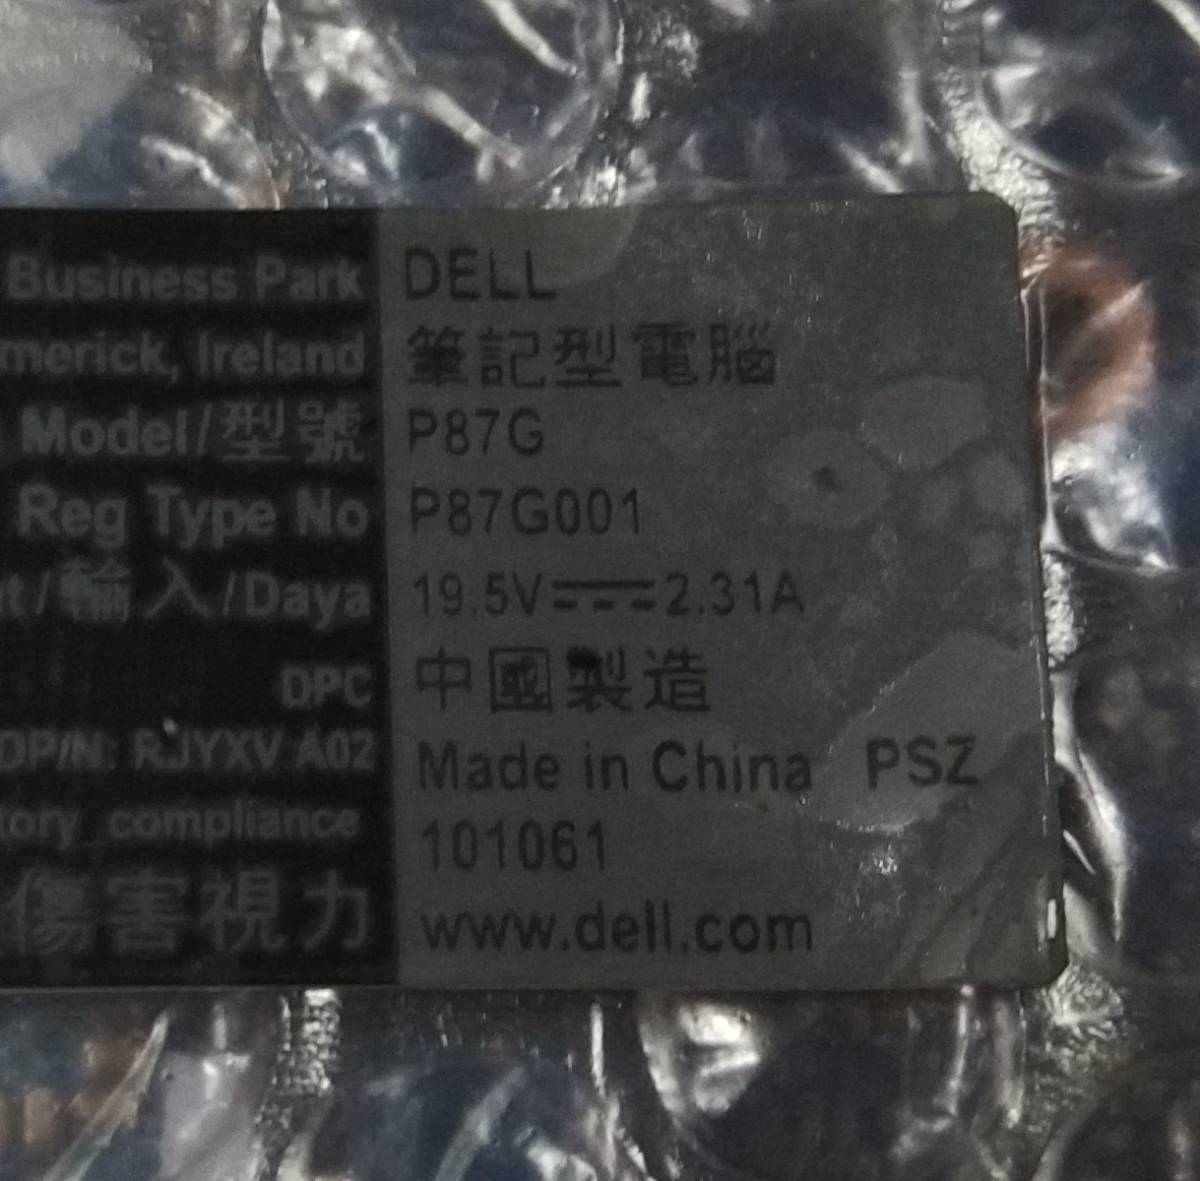 Business Park DELL
merick, Ireland 筆記型電腦
Model/型號 P87G
Reg Type No P87G001
t/輸入/Daya 19.5V⎓2.31A
DPC 中國製造
DP/N: RJYXV A02 Made in China PSZ
tory compliance 101061
傷害視力 www.dell.com